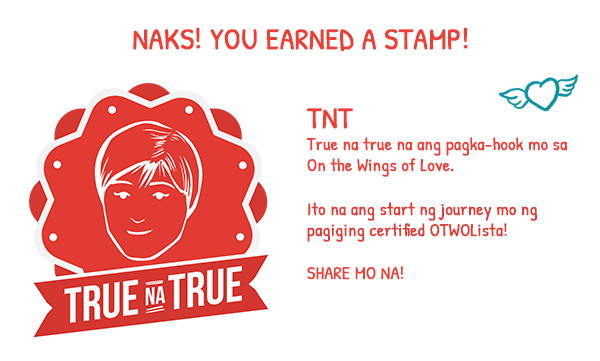 NAKS! YOU EARNED A STAMP!
TNT
True na true na ang pagka-hook mo sa
On the Wings of Love.
Ito na ang start ng journey mo ng
pagiging certified OTWOLista!
SHARE MO NA!
TRUE NA TRUE